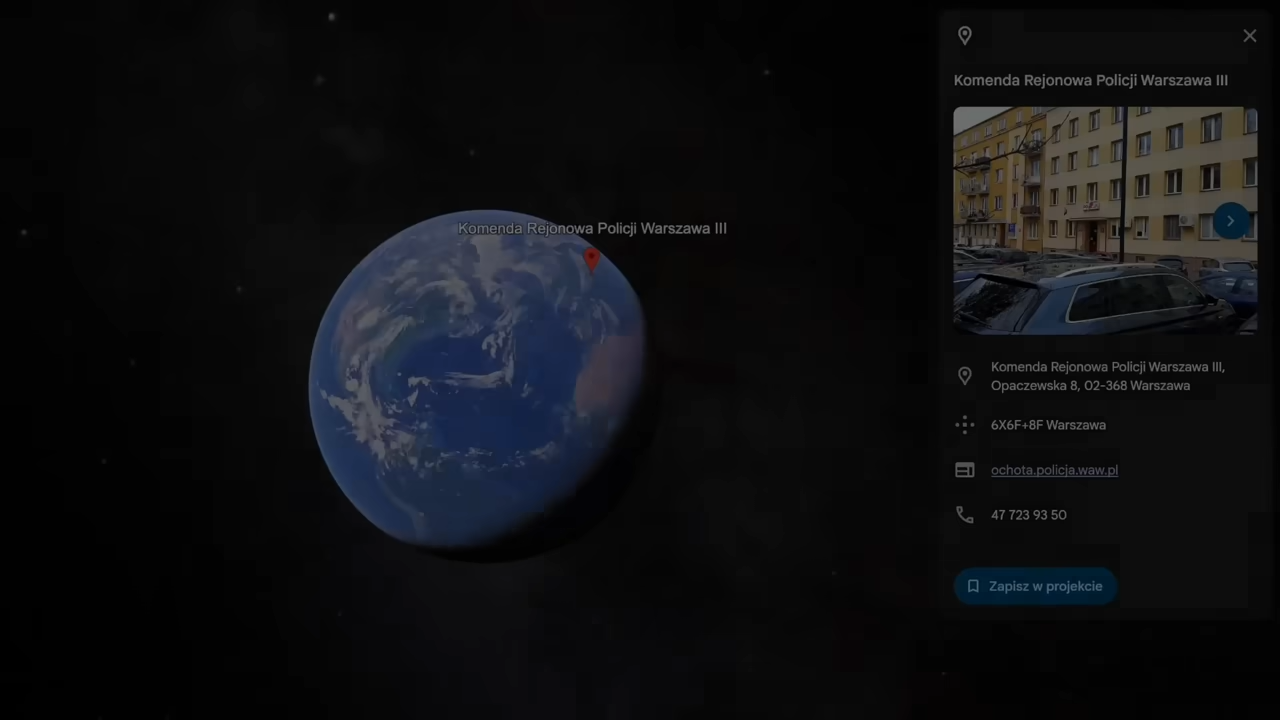 Komenda Rejonowa Policji Warszawa III
Komenda Rejonowa Policji Warszawa III
Komenda Rejonowa Policji Warszawa III,
Opaczewska 8, 02-368 Warszawa
6X6F+8F Warszawa
ochota.policja.waw.pl
47 723 93 50
Zapisz w projekcie